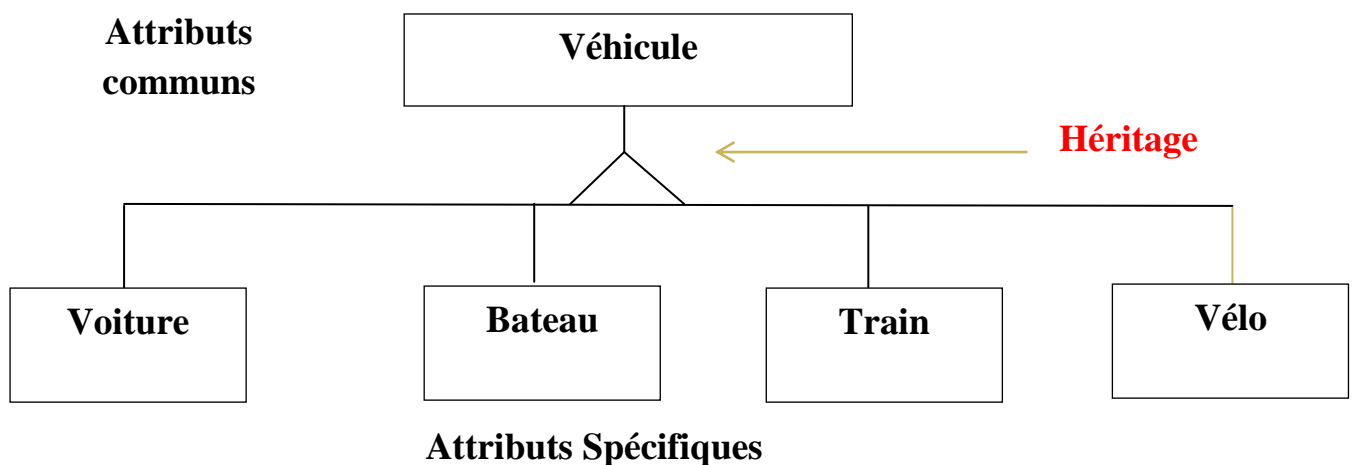 Attributs
communs
Véhicule
Héritage
Voiture
Bateau
Train
Vélo
Attributs Spécifiques